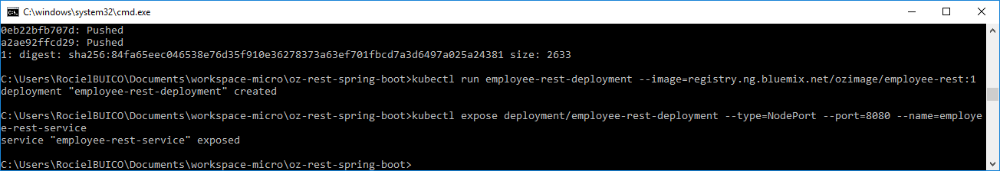 C:\windows\system32\cmd.exe
0eb22bfb707d: Pushed
a2ae92ffcd29: Pushed
1: digest: sha256:84fa65eec046538e76d35f910e36278373a63ef701fbcd7a3d6497a025a24381 size: 2633
C:\Users\RocielBUICO\Documents\workspace-micro\oz-rest-spring-boot>kubectl run employee-rest-deployment --image=registry.ng.bluemix.net/ozimage/employee-rest:1
deployment "employee-rest-deployment" created
C:\Users\RocielBUICO\Documents\workspace-micro\oz-rest-spring-boot>kubectl expose deployment/employee-rest-deployment --type=NodePort --port=8080 --name=employe
e-rest-service
service "employee-rest-service" exposed
C:\Users\RocielBUICO\Documents\workspace-micro\oz-rest-spring-boot>